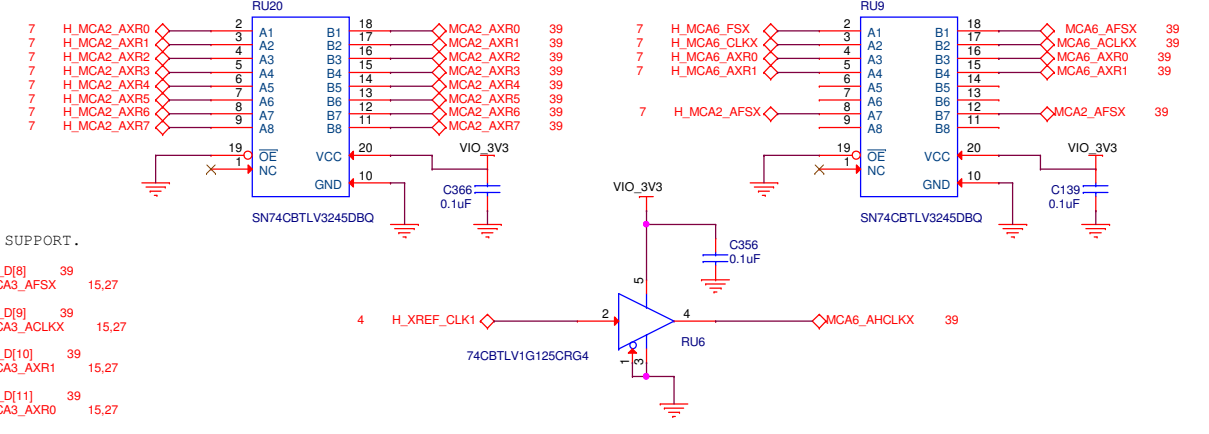 RU20
RU9
7 H_MCA2_AXR0 2 A1 B1 18 MCA2_AXR0 39
7 H_MCA2_AXR1 3 A2 B2 17 MCA2_AXR1 39
7 H_MCA2_AXR2 4 A3 B3 16 MCA2_AXR2 39
7 H_MCA2_AXR3 5 A4 B4 15 MCA2_AXR3 39
7 H_MCA2_AXR4 6 A5 B5 14 MCA2_AXR4 39
7 H_MCA2_AXR5 7 A6 B6 13 MCA2_AXR5 39
7 H_MCA2_AXR6 8 A7 B7 12 MCA2_AXR6 39
7 H_MCA2_AXR7 9 A8 B8 11 MCA2_AXR7 39
19 OE VCC 20 VIO_3V3
1 NC
GND 10
C366
0.1uF
SN74CBTLV3245DBQ
7 H_MCA6_FSX 2 A1 B1 18 MCA6_AFSX 39
7 H_MCA6_CLKX 3 A2 B2 17 MCA6_ACLKX 39
7 H_MCA6_AXR0 4 A3 B3 16 MCA6_AXR0 39
7 H_MCA6_AXR1 5 A4 B4 15 MCA6_AXR1 39
6 A5 B5 14
7 A6 B6 13
7 H_MCA2_AFSX 8 A7 B7 12 MCA2_AFSX 39
9 A8 B8 11
19 OE VCC 20 VIO_3V3
1 NC
GND 10
C139
0.1uF
SN74CBTLV3245DBQ
VIO_3V3
C356
0.1uF
5
4 H_XREF_CLK1 2 4 MCA6_AHCLKX 39
RU6
74CBTLV1G125CRG4
1
3
SUPPORT.
_D[8] 39
CA3_AFSX 15,27
_D[9] 39
CA3_ACLKX 15,27
_D[10] 39
CA3_AXR1 15,27
_D[11] 39
CA3_AXR0 15,27